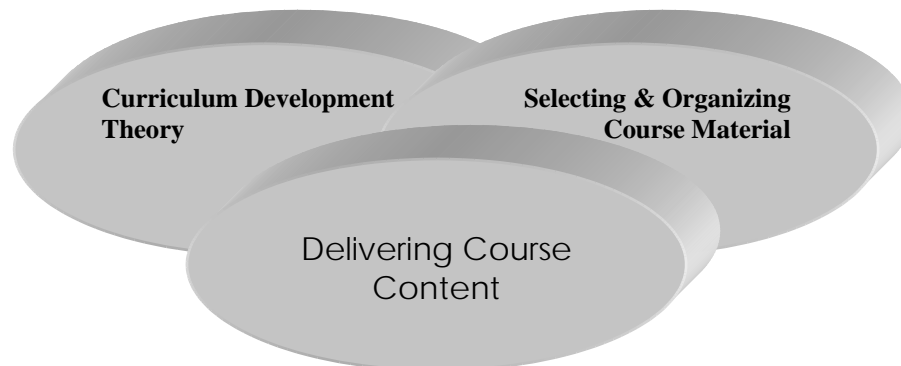 Curriculum Development
Theory
Selecting & Organizing
Course Material
Delivering Course
Content